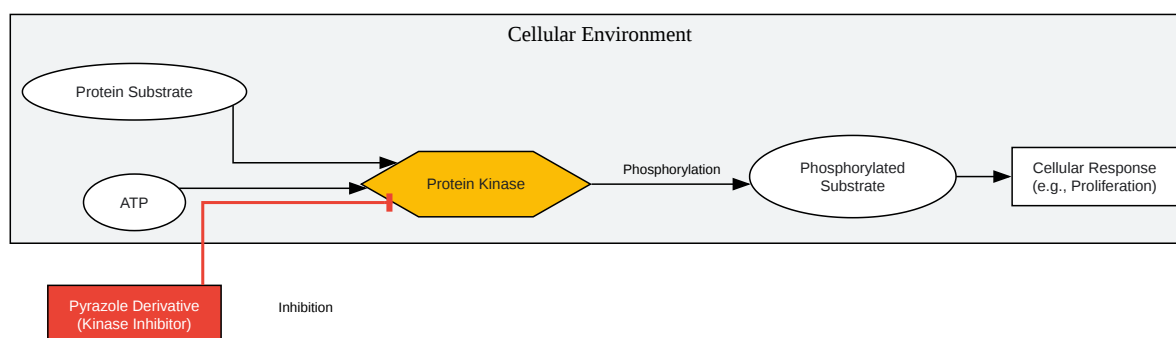 Cellular Environment
Protein Substrate
ATP
Protein Kinase
Phosphorylation
Phosphorylated
Substrate
Cellular Response
(e.g., Proliferation)
Pyrazole Derivative
(Kinase Inhibitor)
Inhibition